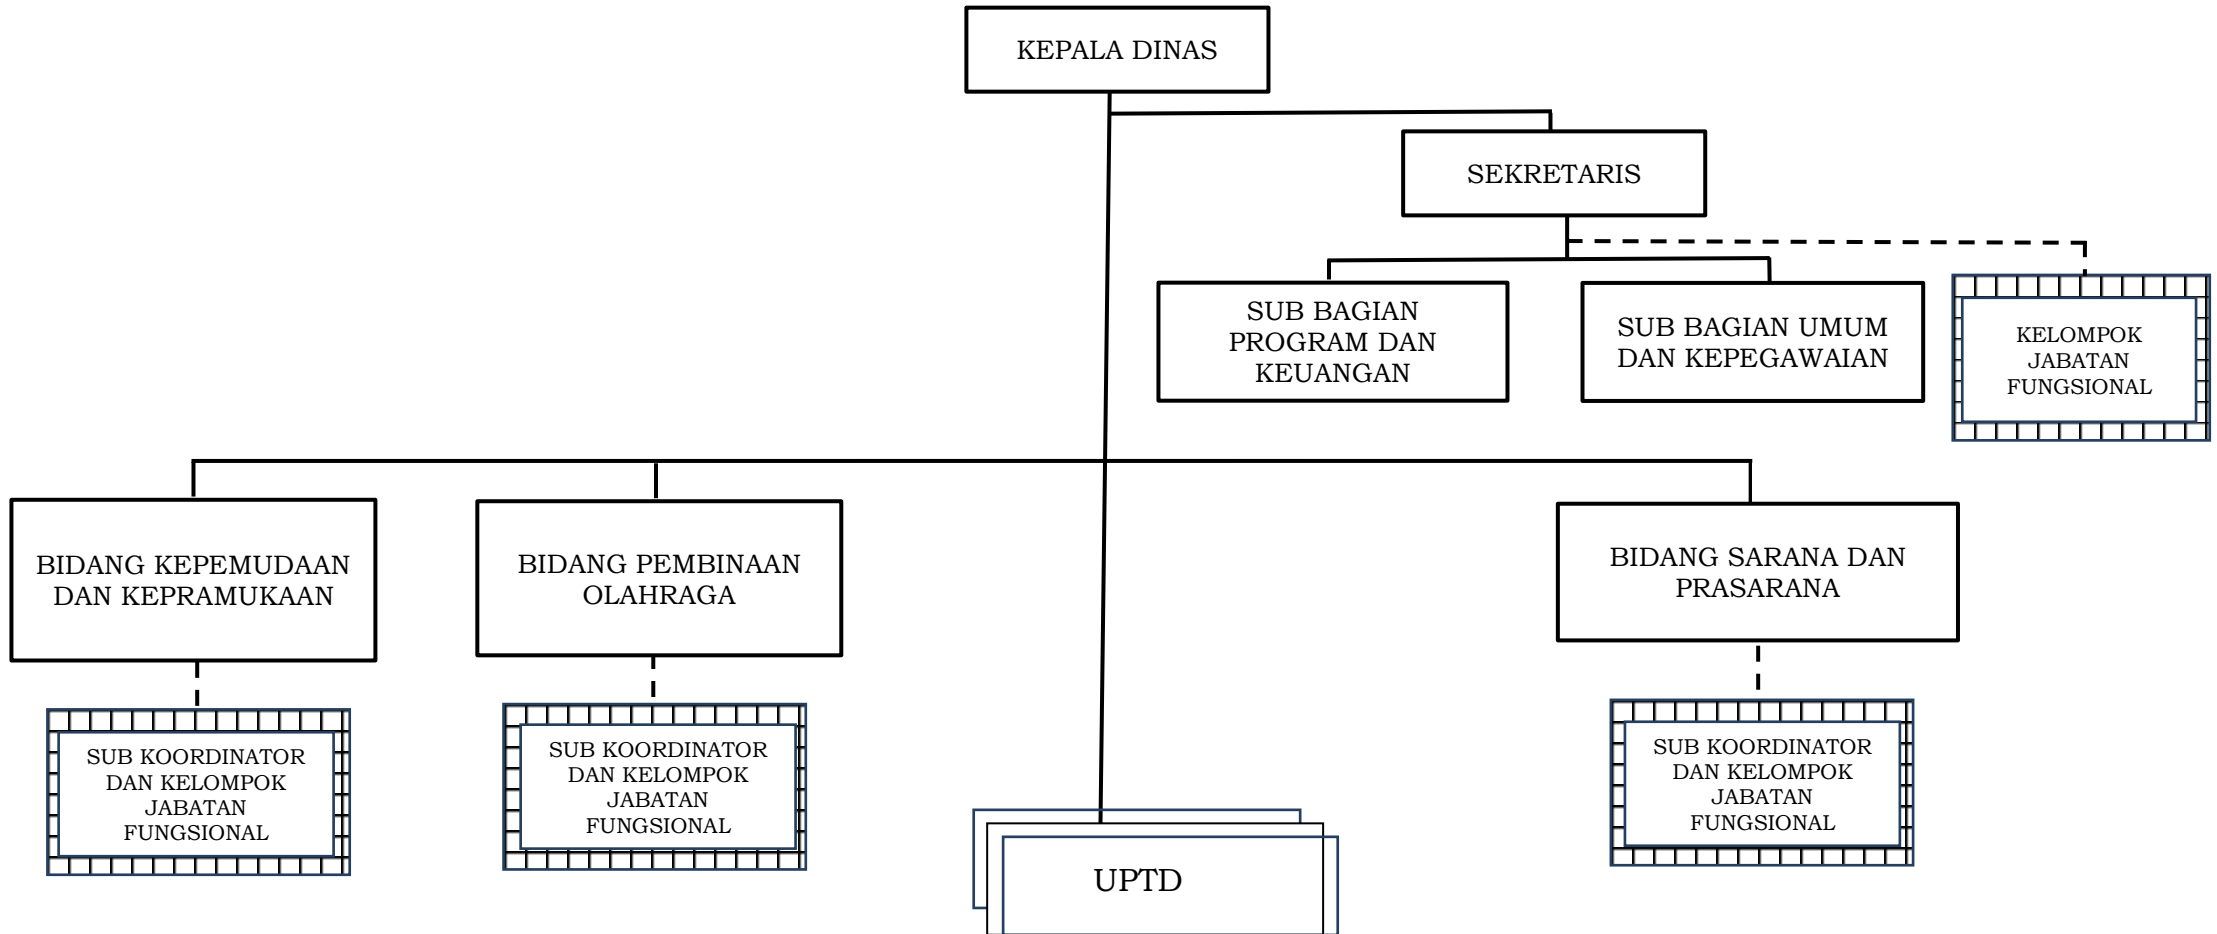 KEPALA DINAS
SEKRETARIS
SUB BAGIAN
PROGRAM DAN
KEUANGAN
SUB BAGIAN UMUM
DAN KEPEGAWAIAN
KELOMPOK
JABATAN
FUNGSIONAL
BIDANG KEPEMUDAAN
DAN KEPRAMUKAAN
BIDANG PEMBINAAN
OLAHRAGA
BIDANG SARANA DAN
PRASARANA
SUB KOORDINATOR
DAN KELOMPOK
JABATAN
FUNGSIONAL
SUB KOORDINATOR
DAN KELOMPOK
JABATAN
FUNGSIONAL
SUB KOORDINATOR
DAN KELOMPOK
JABATAN
FUNGSIONAL
UPTD